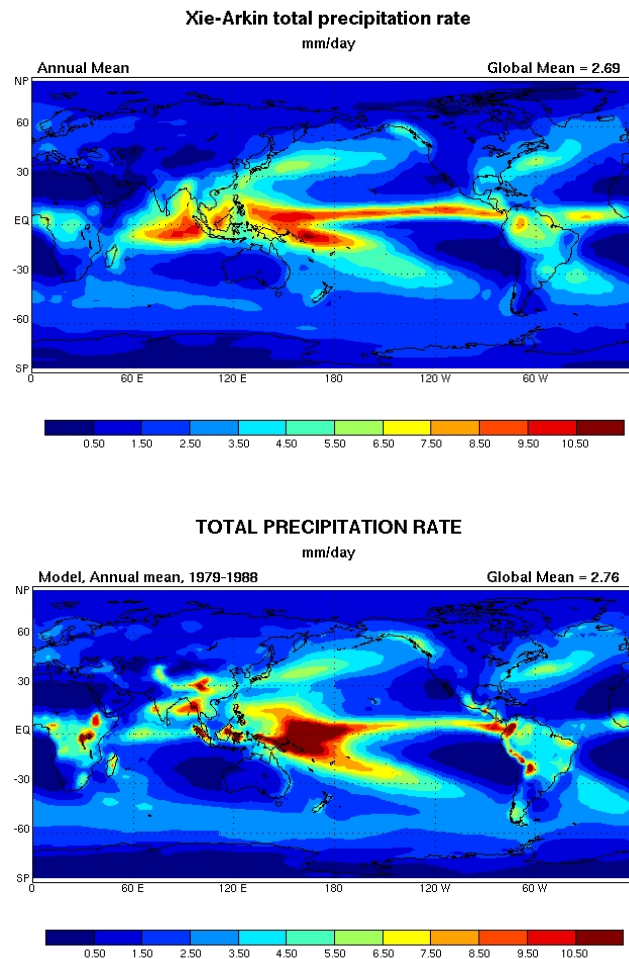 Xie-Arkin total precipitation rate
mm/day
Annual Mean Global Mean = 2.69
NP
60
30
EQ
-30
-60
SP
0 60 E 120 E 180 120 W 60 W
0.50 1.50 2.50 3.50 4.50 5.50 6.50 7.50 8.50 9.50 10.50
TOTAL PRECIPITATION RATE
mm/day
Model, Annual mean, 1979-1988 Global Mean = 2.76
NP
60
30
EQ
-30
-60
SP
0 60 E 120 E 180 120 W 60 W
0.50 1.50 2.50 3.50 4.50 5.50 6.50 7.50 8.50 9.50 10.50